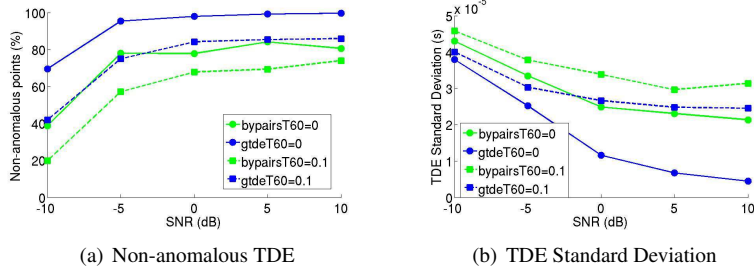 Non-anomalous points (%)
100
80
60
40
20
0
-10
-5
0
5
10
SNR (dB)
bypairsT60=0
gtdeT60=0
bypairsT60=0.1
gtdeT60=0.1
(a) Non-anomalous TDE
TDE Standard Deviation (s)
x 10^-5
5
4
3
2
1
0
-10
-5
0
5
10
SNR (dB)
bypairsT60=0
gtdeT60=0
bypairsT60=0.1
gtdeT60=0.1
(b) TDE Standard Deviation